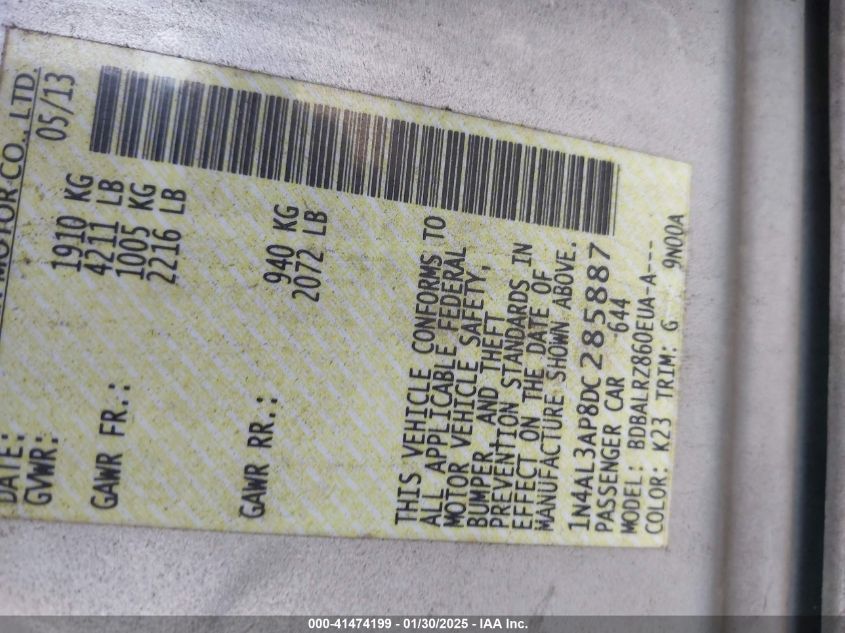 MOTOR CO., LTD.
DATE: 05/13
GVWR: 1910 KG
4211 LB
GAWR FR.: 1005 KG
2216 LB
GAWR RR.: 940 KG
2072 LB
THIS VEHICLE CONFORMS TO
ALL APPLICABLE FEDERAL
MOTOR VEHICLE SAFETY,
BUMPER, AND THEFT
PREVENTION STANDARDS IN
EFFECT ON THE DATE OF
MANUFACTURE SHOWN ABOVE.
1N4AL3AP8DC285887
PASSENGER CAR 644
MODEL: BDBALRZ860EUA-A---
COLOR: K23 TRIM: G 9N00A
000-41474199 — 01/30/2025 - IAA Inc.